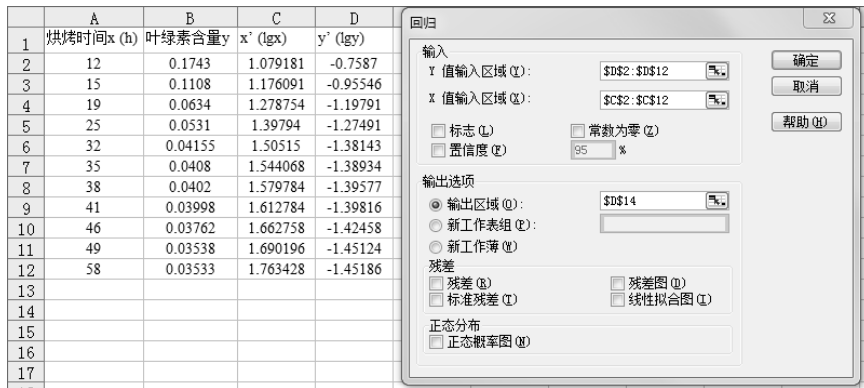 A B C D
1 烘烤时间x (h) 叶绿素含量y x' (lgx) y' (lgy)
2 12 0.1743 1.079181 -0.7587
3 15 0.1108 1.176091 -0.95546
4 19 0.0634 1.278754 -1.19791
5 25 0.0531 1.39794 -1.27491
6 32 0.04155 1.50515 -1.38143
7 35 0.0408 1.544068 -1.38934
8 38 0.0402 1.579784 -1.39577
9 41 0.03998 1.612784 -1.39816
10 46 0.03762 1.662758 -1.42458
11 49 0.03538 1.690196 -1.45124
12 58 0.03533 1.763428 -1.45186
13
14
15
16
17
回归
输入
Y 值输入区域(Y): $D$2:$D$12
X 值输入区域(X): $C$2:$C$12
标志(L) 常数为零(Z)
置信度(F) 95 %
确定
取消
帮助(H)
输出选项
输出区域(O): $D$14
新工作表组(P):
新工作薄(W)
残差
残差(R) 残差图(D)
标准残差(T) 线性拟合图(I)
正态分布
正态概率图(N)